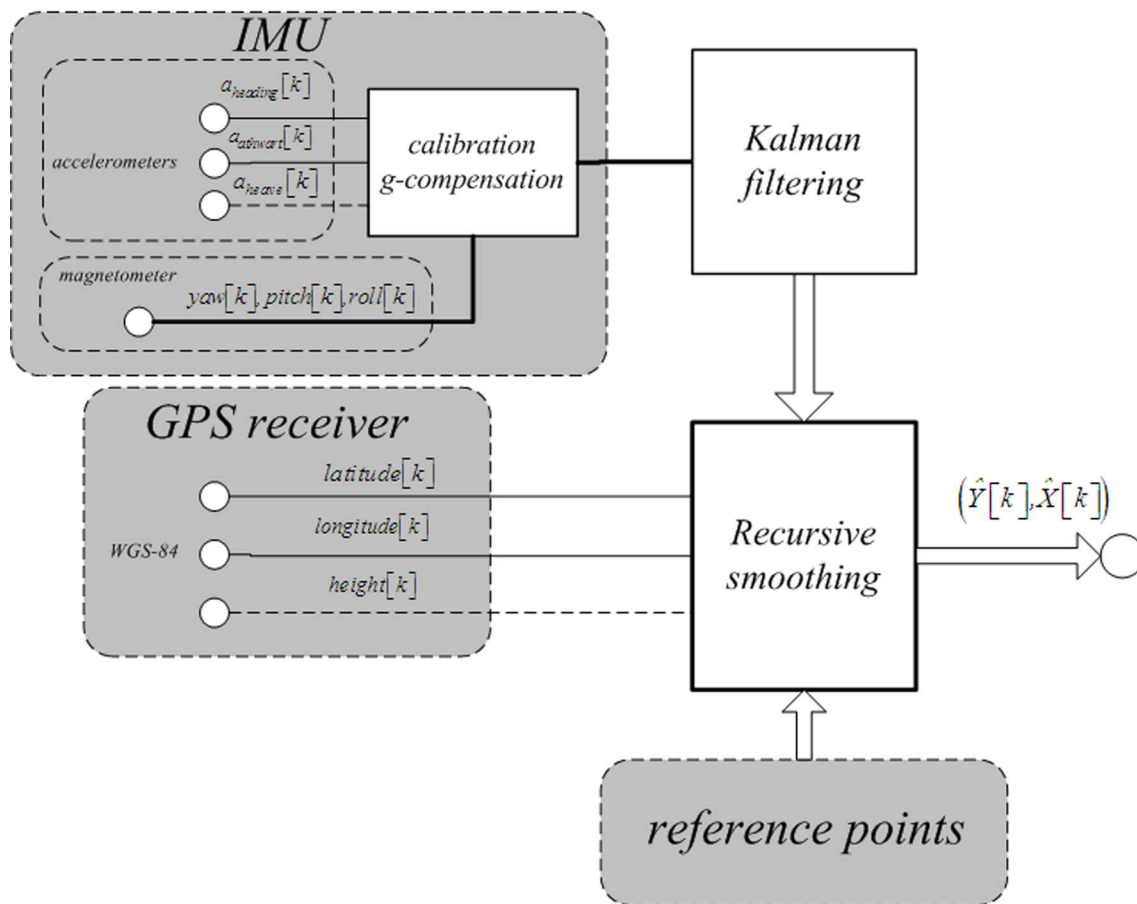 IMU
a_heading[k]
a_athwart[k]
accelerometers
a_heave[k]
calibration
g-compensation
Kalman
filtering
magnetometer
yaw[k], pitch[k], roll[k]
GPS receiver
latitude[k]
longitude[k]
WGS-84
height[k]
Recursive
smoothing
(Ŷ[k], X̂[k])
reference points